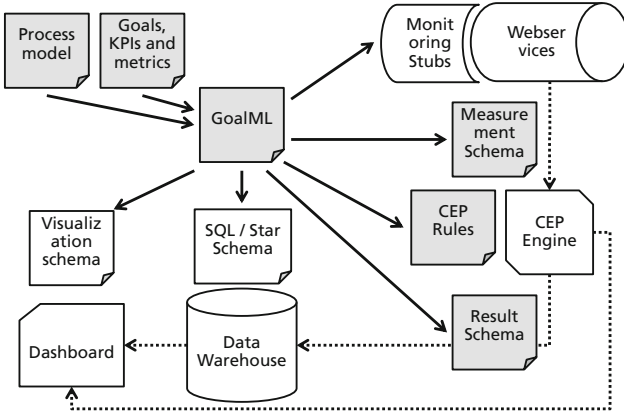 Process
model
Goals,
KPIs and
metrics
Monit
oring
Stubs
Webser
vices
GoalML
Measure
ment
Schema
Visualiz
ation
schema
SQL / Star
Schema
CEP
Rules
CEP
Engine
Dashboard
Data
Warehouse
Result
Schema